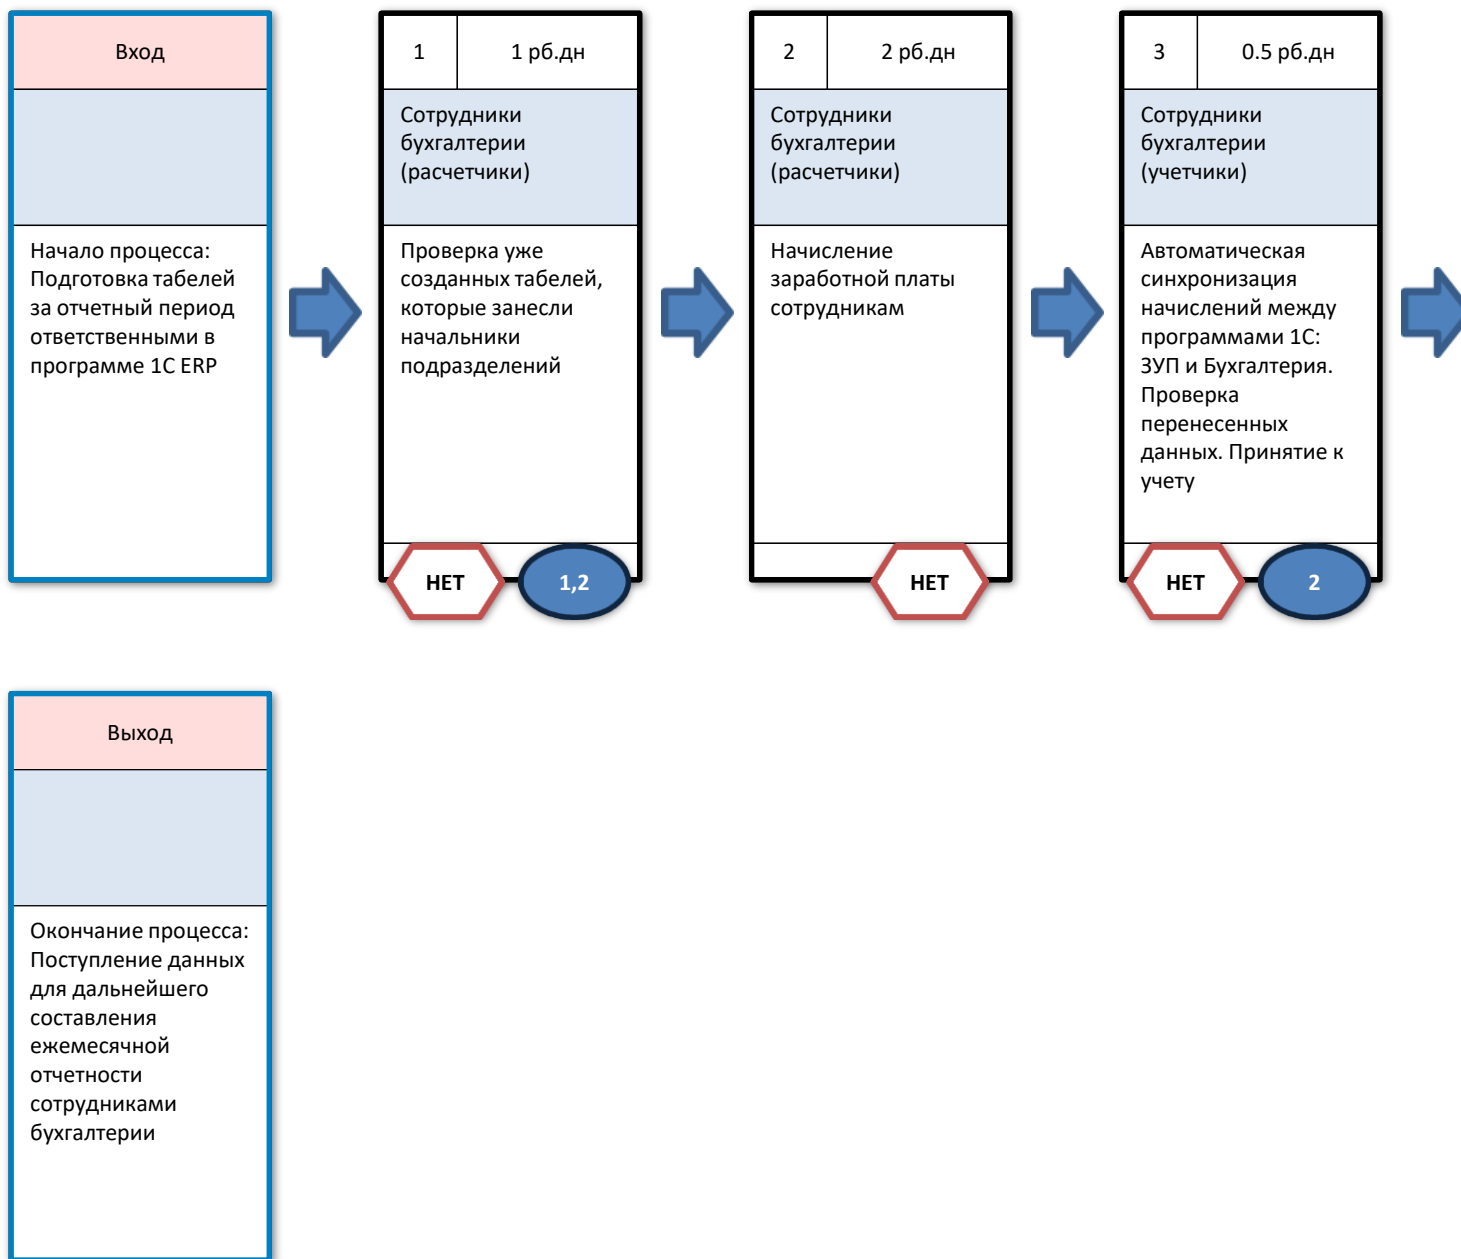 Вход
1
1 рб.дн
2
2 рб.дн
3
0.5 рб.дн
Сотрудники
бухгалтерии
(расчетчики)
Сотрудники
бухгалтерии
(расчетчики)
Сотрудники
бухгалтерии
(учетчики)
Начало процесса:
Подготовка табелей
за отчетный период
ответственными в
программе 1С ERP
Проверка уже
созданных табелей,
которые занесли
начальники
подразделений
Начисление
заработной платы
сотрудникам
Автоматическая
синхронизация
начислений между
программами 1С:
ЗУП и Бухгалтерия.
Проверка
перенесенных
данных. Принятие к
учету
НЕТ
1,2
НЕТ
НЕТ
2
Выход
Окончание процесса:
Поступление данных
для дальнейшего
составления
ежемесячной
отчетности
сотрудниками
бухгалтерии